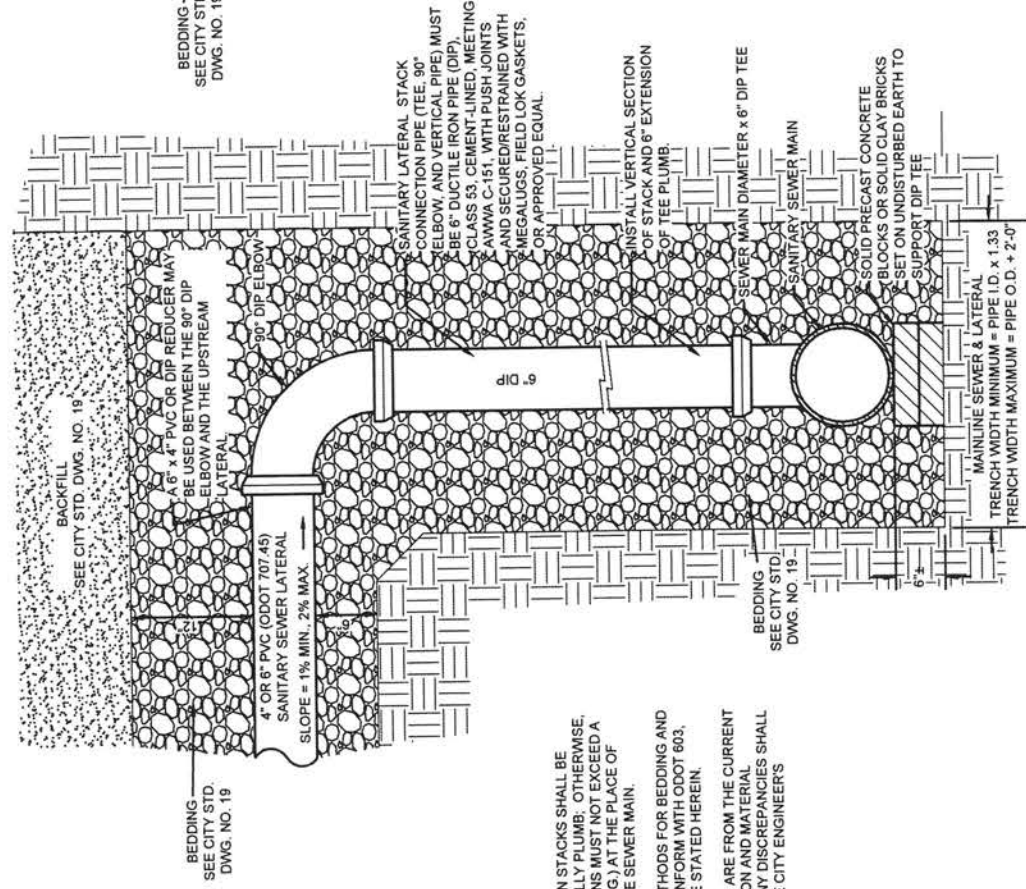 BACKFILL
SEE CITY STD. DWG. NO. 19
BEDDING
SEE CITY STD.
DWG. NO. 19
A 6" x 4" PVC OR DIP REDUCER MAY
BE USED BETWEEN THE 90° DIP
ELBOW AND THE UPSTREAM
LATERAL
90° DIP ELBOW
12"
4" OR 6" PVC (ODOT 707.45)
SANITARY SEWER LATERAL
SLOPE = 1% MIN. 2% MAX.
BEDDING -
SEE CITY STD
DWG. NO. 19
SANITARY LATERAL STACK
CONNECTION PIPE (TEE, 90°
ELBOW, AND VERTICAL PIPE) MUST
BE 6" DUCTILE IRON PIPE (DIP),
CLASS 53, CEMENT-LINED, MEETING
AWWA C-151, WITH PUSH JOINTS
AND SECURED/RESTRAINED WITH
MEGALUGS, FIELD LOK GASKETS,
OR APPROVED EQUAL.
6" DIP
INSTALL VERTICAL SECTION
OF STACK AND 6" EXTENSION
OF TEE PLUMB.
SEWER MAIN DIAMETER x 6" DIP TEE
SANITARY SEWER MAIN
SOLID PRECAST CONCRETE
BLOCKS OR SOLID CLAY BRICKS
SET ON UNDISTURBED EARTH TO
SUPPORT DIP TEE
BEDDING
SEE CITY STD
DWG. NO. 19
6"±
MAINLINE SEWER & LATERAL
TRENCH WIDTH MINIMUM = PIPE I.D. x 1.33
TRENCH WIDTH MAXIMUM = PIPE O.D. + 2'-0"
N STACKS SHALL BE
LLY PLUMB; OTHERWISE,
NS MUST NOT EXCEED A
G.) AT THE PLACE OF
E SEWER MAIN.
THODS FOR BEDDING AND
NFORM WITH ODOT 603,
E STATED HEREIN.
ARE FROM THE CURRENT
ON AND MATERIAL
NY DISCREPANCIES SHALL
E CITY ENGINEER'S